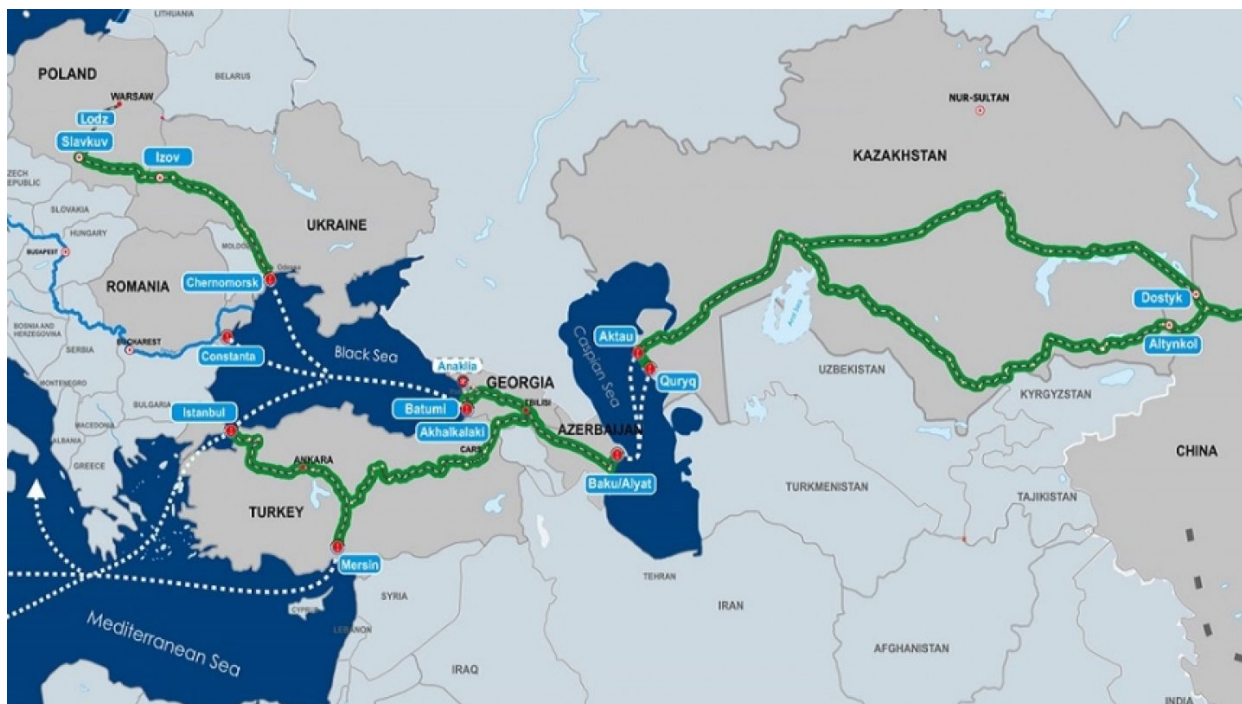 LITHUANIA
POLAND
WARSAW
BELARUS
Lodz
Slavkuv
Izov
CZECH
REPUBLIC
SLOVAKIA
HUNGARY
BUDAPEST
UKRAINE
MOLDO
Odessa
Chernomorsk
ROMANIA
BOSNIA AND
HERZEGOVINA
BUCHAREST
SERBIA
Constanta
Black Sea
MONTENEGRO
BULGARIA
Istanbul
MACEDONIA
ALBANIA
GREECE
ANKARA
TURKEY
Mersin
CYPRUS
LEBANON
SYRIA
IRAQ
Mediterranean Sea
Anaklia
GEORGIA
Batumi
TBILISI
Akhalkalaki
CARS
AZERBAIJAN
Baku/Alyat
Caspian Sea
Aktau
Quryq
NUR-SULTAN
KAZAKHSTAN
Aral Sea
Dostyk
Altynkol
UZBEKISTAN
KYRGYZSTAN
CHINA
TURKMENISTAN
TAJIKISTAN
TEHRAN
IRAN
AFGHANISTAN
INDIA